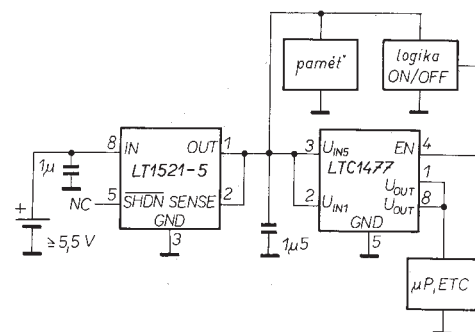 paměť
logika
ON/OFF
8
IN
OUT
1
LT1521-5
1μ
NC
5
SHDN SENSE
2
GND
3
+
≥5,5 V
1μ5
3
U_IN5
EN
4
LTC1477
U_OUT
1
2
U_IN1
U_OUT
8
GND
5
μP, ETC